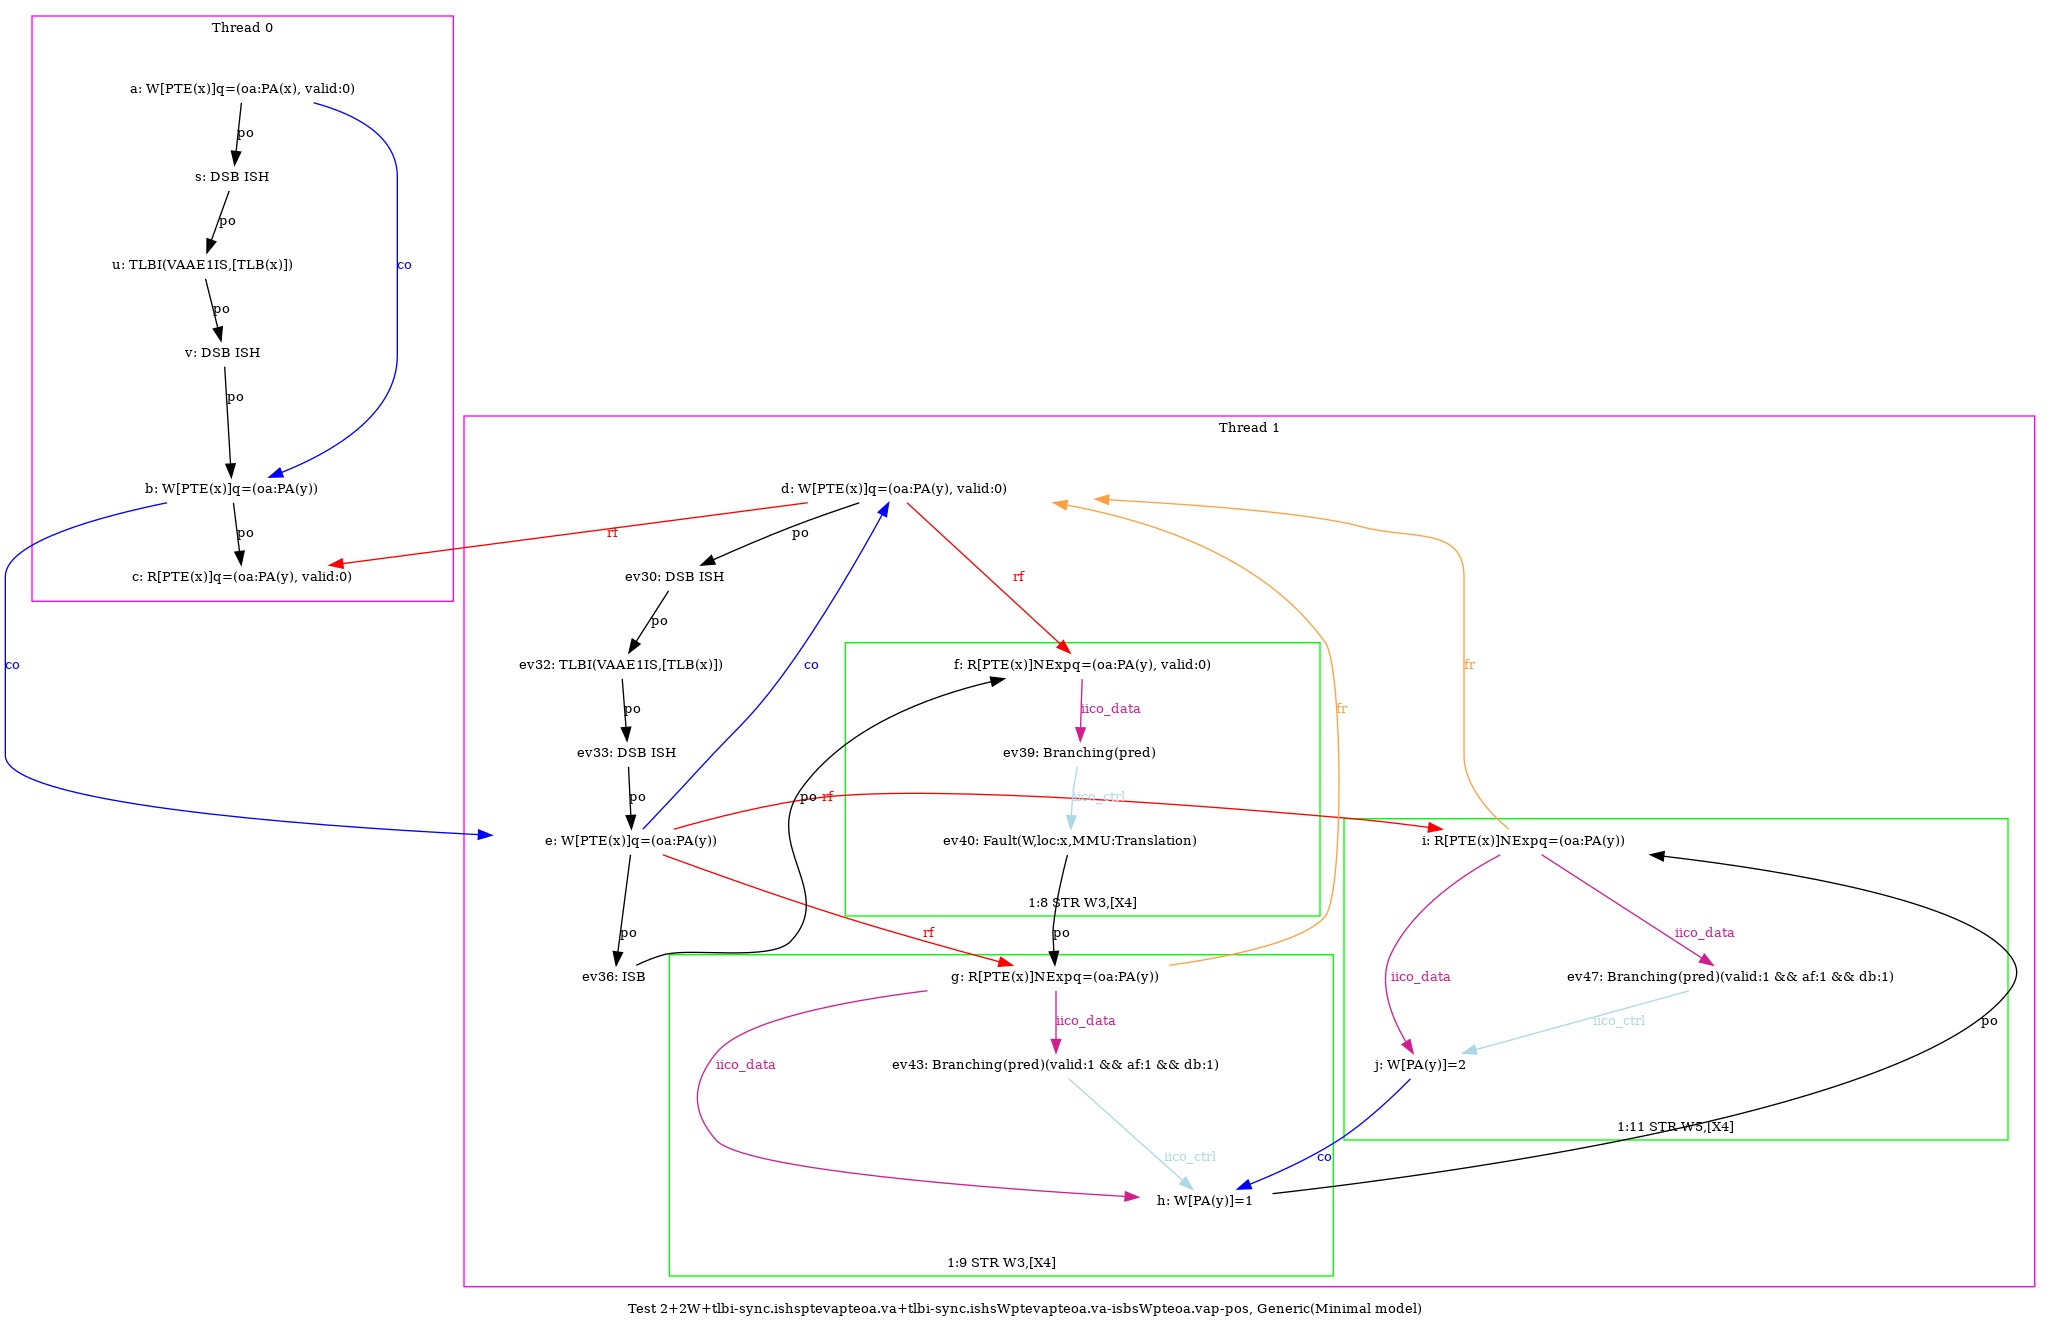 Thread 0
a: W[PTE(x)]q=(oa:PA(x), valid:0)
po
s: DSB ISH
po
u: TLBI(VAAE1IS,[TLB(x)])
co
po
v: DSB ISH
po
b: W[PTE(x)]q=(oa:PA(y))
po
c: R[PTE(x)]q=(oa:PA(y), valid:0)
co
rf
Thread 1
d: W[PTE(x)]q=(oa:PA(y), valid:0)
po
rf
ev30: DSB ISH
po
co
fr
ev32: TLBI(VAAE1IS,[TLB(x)])
f: R[PTE(x)]NExpq=(oa:PA(y), valid:0)
po
iico_data
fr
ev33: DSB ISH
ev39: Branching(pred)
po
po
rf
iico_ctrl
e: W[PTE(x)]q=(oa:PA(y))
ev40: Fault(W,loc:x,MMU:Translation)
i: R[PTE(x)]NExpq=(oa:PA(y))
1:8 STR W3,[X4]
po
rf
po
iico_data
ev36: ISB
g: R[PTE(x)]NExpq=(oa:PA(y))
iico_data
ev47: Branching(pred)(valid:1 && af:1 && db:1)
iico_data
iico_ctrl
po
iico_data
ev43: Branching(pred)(valid:1 && af:1 && db:1)
j: W[PA(y)]=2
1:11 STR W5,[X4]
iico_ctrl
co
h: W[PA(y)]=1
1:9 STR W3,[X4]
Test 2+2W+tlbi-sync.ishsptevapteoa.va+tlbi-sync.ishsWptevapteoa.va-isbsWpteoa.vap-pos, Generic(Minimal model)